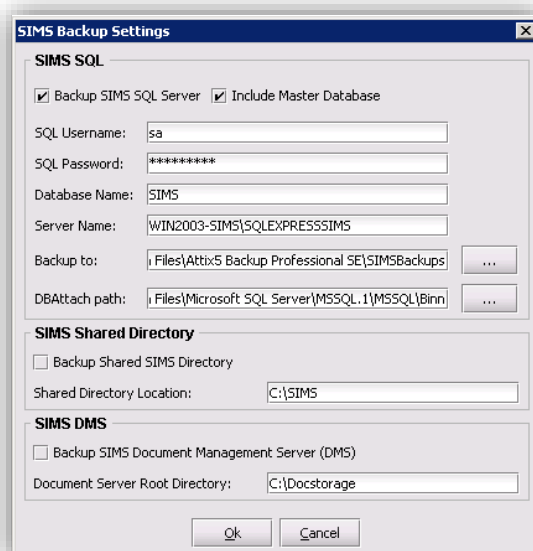 SIMS Backup Settings
SIMS SQL
Backup SIMS SQL Server Include Master Database
SQL Username: sa
SQL Password: *********
Database Name: SIMS
Server Name: WIN2003-SIMS\SQLEXPRESSSIMS
Backup to: Files\Attix5 Backup Professional SE\SIMSBackups ...
DBAttach path: Files\Microsoft SQL Server\MSSQL.1\MSSQL\Binn ...
SIMS Shared Directory
Backup Shared SIMS Directory
Shared Directory Location: C:\SIMS
SIMS DMS
Backup SIMS Document Management Server (DMS)
Document Server Root Directory: C:\Docstorage
Ok Cancel